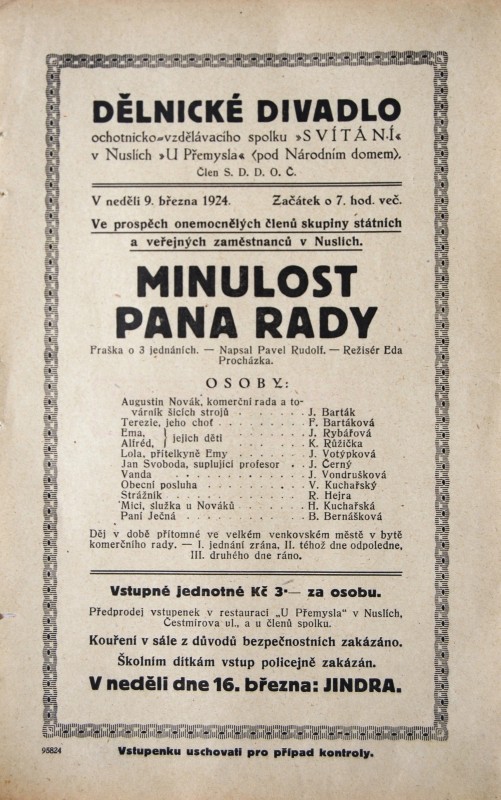 DĚLNICKÉ DIVADLO
ochotnicko-vzdělávacího spolku »SVÍTÁNÍ«
v Nuslích »U Přemysla« (pod Národním domem).
Člen S. D. D. O. Č.
V neděli 9. března 1924. Začátek o 7. hod. več.
Ve prospěch onemocnělých členů skupiny státních
a veřejných zaměstnanců v Nuslích.
MINULOST
PANA RADY
Fraška o 3 jednáních. — Napsal Pavel Rudolf. — Režisér Eda
Procházka.
OSOBY:
Augustin Novák, komerční rada a to-
várník šicích strojů . . . . . . . J. Barták
Terezie, jeho choť . . . . . . . . . F. Bartáková
Ema, } jejich děti . . . . . . . . J. Rybářová
Alfréd, } . . . . . . . . K. Růžička
Lola, přítelkyně Emy . . . . . . . J. Votýpková
Jan Svoboda, suplující profesor . . J. Černý
Vanda . . . . . . . . . . . . . J. Vondrušková
Obecní posluha . . . . . . . . . V. Kuchařský
Strážník . . . . . . . . . . . . R. Hejra
Mici, služka u Nováků . . . . . . H. Kuchařská
Paní Ječná . . . . . . . . . . . B. Bernášková
Děj v době přítomné ve velkém venkovském městě v bytě
komerčního rady. — I. jednání zrána, II. téhož dne odpoledne,
III. druhého dne ráno.
Vstupné jednotné Kč 3·— za osobu.
Předprodej vstupenek v restauraci „U Přemysla“ v Nuslích,
Čestmírova ul., a u členů spolku.
Kouření v sále z důvodů bezpečnostních zakázáno.
Školním dítkám vstup policejně zakázán.
V neděli dne 16. března: JINDRA.
95824 Vstupenku uschovati pro případ kontroly.